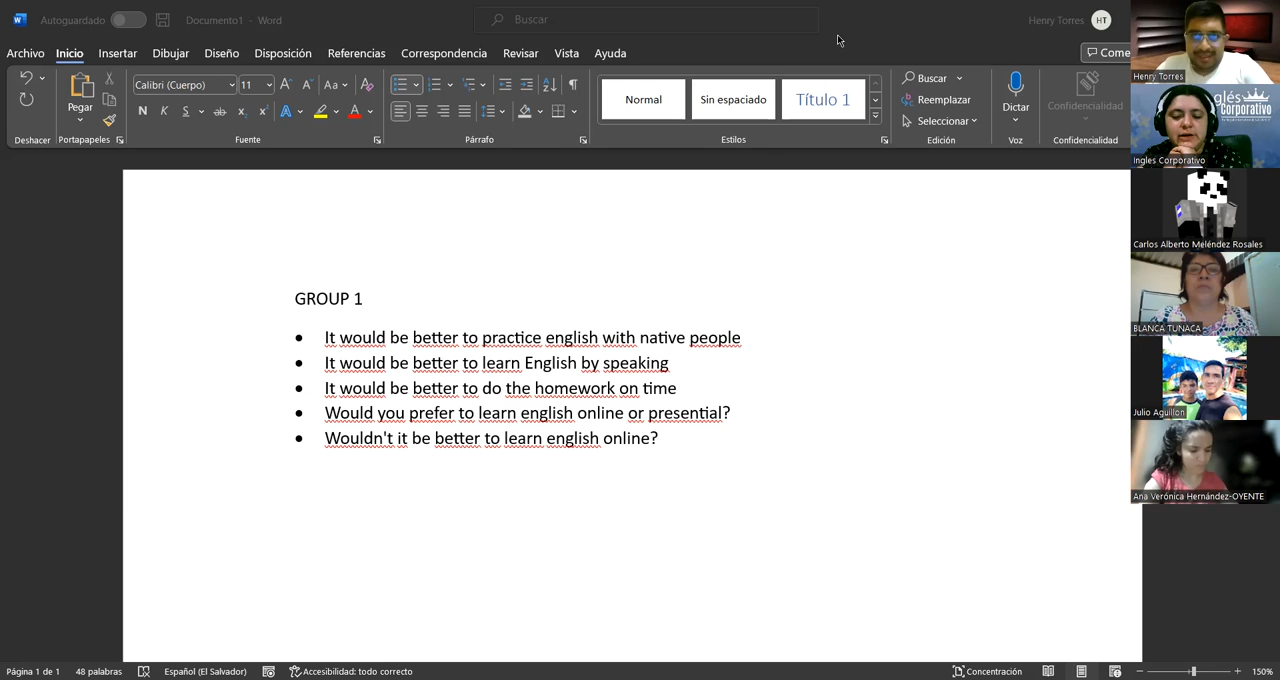 Autoguardado Documento1 - Word Buscar Henry Torres HT
Archivo Inicio Insertar Dibujar Diseño Disposición Referencias Correspondencia Revisar Vista Ayuda Come
Pegar Calibri (Cuerpo) 11 Aa Normal Sin espaciado Título 1 Buscar Reemplazar Seleccionar Dictar Confidencialidad
N K S ab x x A A
Deshacer Portapapeles Fuente Párrafo Estilos Edición Voz Confidencialidad
Henry Torres
glés
Corporativo
Ingles Corporativo
Carlos Alberto Meléndez Rosales
BLANCA TUNACA
Julio Aguillon
Ana Verónica Hernández-OYENTE
GROUP 1
• It would be better to practice english with native people
• It would be better to learn English by speaking
• It would be better to do the homework on time
• Would you prefer to learn english online or presential?
• Wouldn't it be better to learn english online?
Página 1 de 1 48 palabras Español (El Salvador) Accesibilidad: todo correcto Concentración 150%